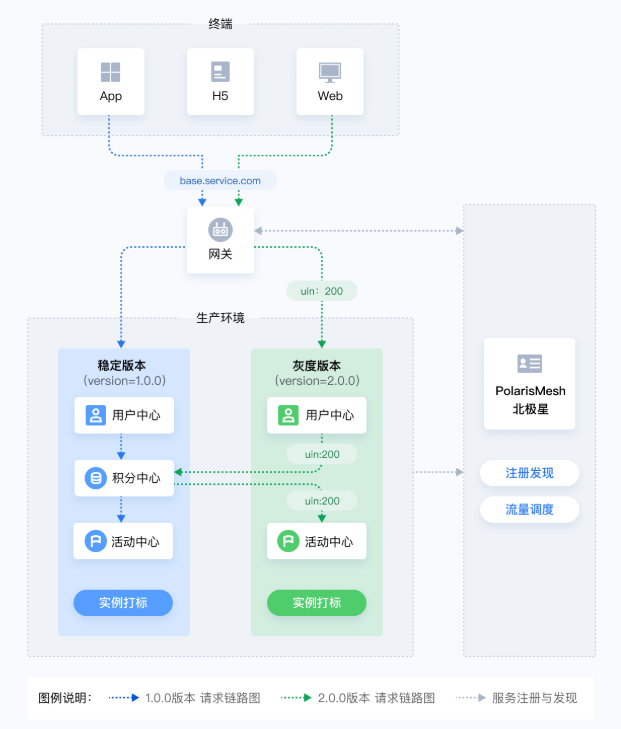 终端
App
H5
Web
base.service.com
网关
uin：200
生产环境
稳定版本
(version=1.0.0)
用户中心
积分中心
活动中心
实例打标
灰度版本
(version=2.0.0)
用户中心
uin:200
uin:200
活动中心
实例打标
PolarisMesh
北极星
注册发现
流量调度
图例说明：
1.0.0版本 请求链路图
2.0.0版本 请求链路图
服务注册与发现